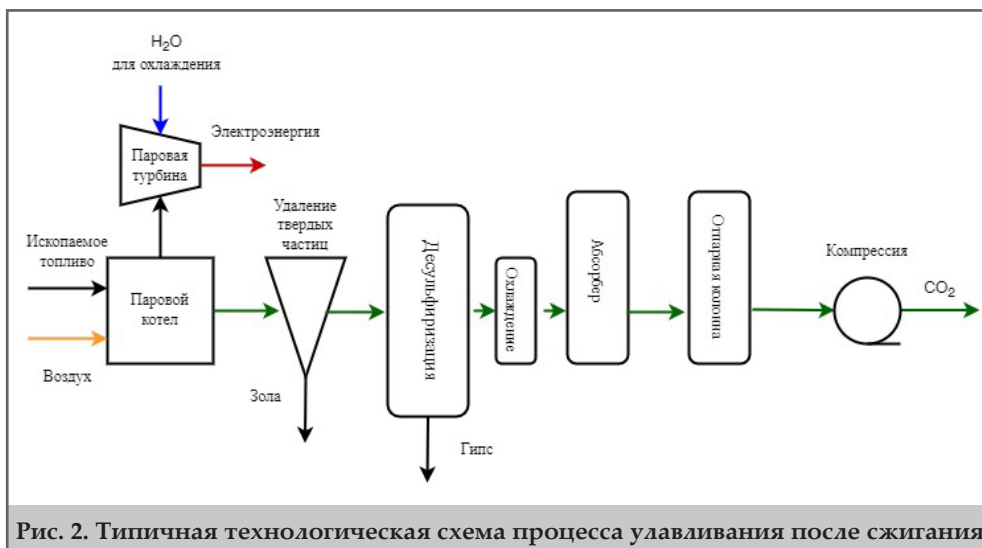 H₂O
для охлаждения
Электроэнергия
Паровая
турбина
Ископаемое
топливо
Паровой
котел
Воздух
Удаление
твердых
частиц
Зола
Десульфиризация
Гипс
Охлаждение
Абсорбер
Отпарная колонна
Компрессия
CO₂
Рис. 2. Типичная технологическая схема процесса улавливания после сжигания